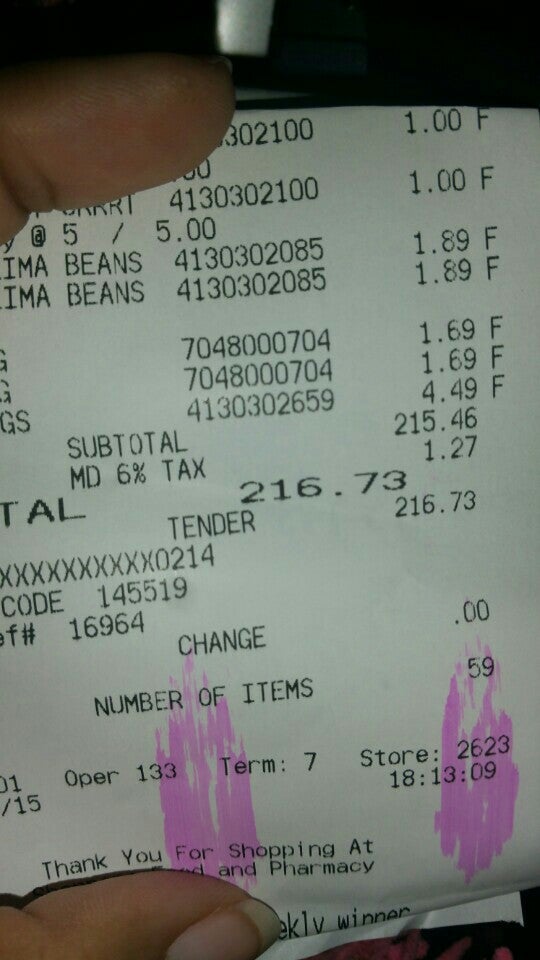 302100 1.00 F
00
4130302100 1.00 F
@ 5 / 5.00
IMA BEANS 4130302085 1.89 F
IMA BEANS 4130302085 1.89 F
G 7048000704 1.69 F
G 7048000704 1.69 F
GS 4130302659 4.49 F
SUBTOTAL 215.46
MD 6% TAX 1.27
TAL 216.73
TENDER 216.73
XXXXXXXXXXX0214
CODE 145519
ef# 16964
CHANGE .00
NUMBER OF ITEMS 59
01 Oper 133 Term: 7 Store: 2623
/15 18:13:09
Thank You For Shopping At
and Pharmacy
ekly winner